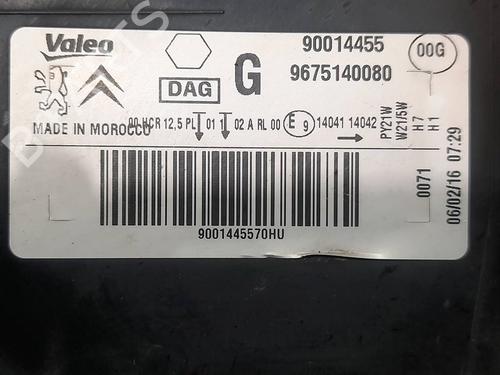 Valeo
90014455
00G
DAG
G
9675140080
MADE IN MOROCCO
00 HCR 12,5 PL 01 1 02 A RL 00 E 9 14041 14042
PY21W
W21/5W
H7
H1
0071
06/02/16 07:29
9001445570HU